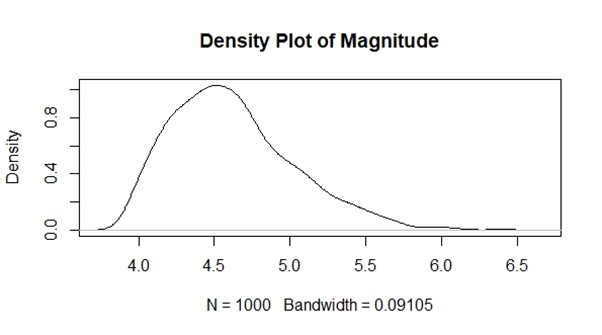 Density Plot of Magnitude
Density
0.8
0.4
0.0
4.0 4.5 5.0 5.5 6.0 6.5
N = 1000 Bandwidth = 0.09105